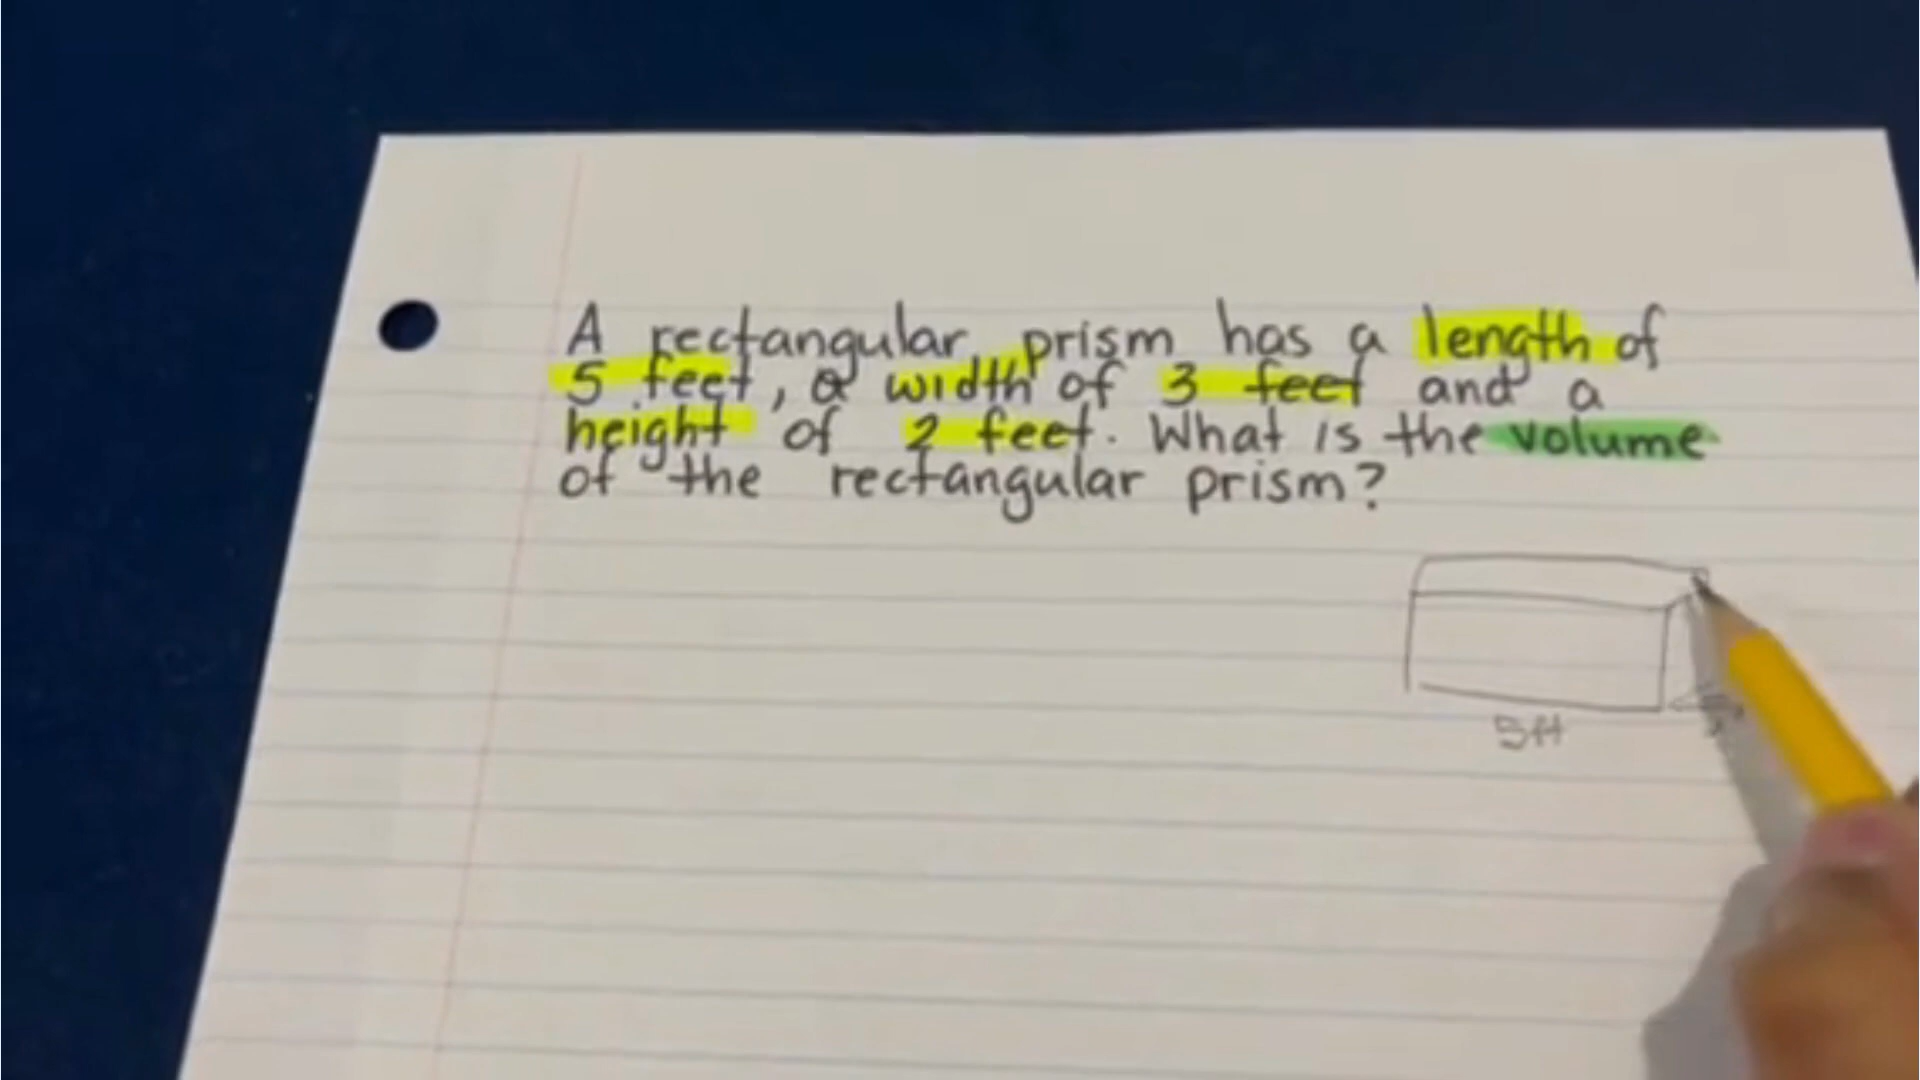 A rectangular prism has a length of
5 feet, a width of 3 feet and a
height of 2 feet. What is the volume
of the rectangular prism?
5ft